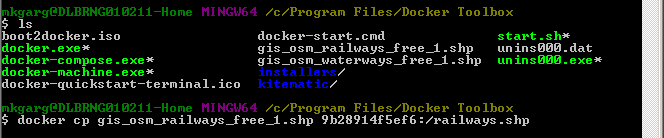 mkgarg@DLBRNG010211-Home MINGW64 /c/Program Files/Docker Toolbox
$ ls
boot2docker.iso docker-start.cmd start.sh*
docker.exe* gis_osm_railways_free_1.shp unins000.dat
docker-compose.exe* gis_osm_waterways_free_1.shp unins000.exe*
docker-machine.exe* installers/
docker-quickstart-terminal.ico kitematic/
mkgarg@DLBRNG010211-Home MINGW64 /c/Program Files/Docker Toolbox
$ docker cp gis_osm_railways_free_1.shp 9b28914f5ef6:/railways.shp